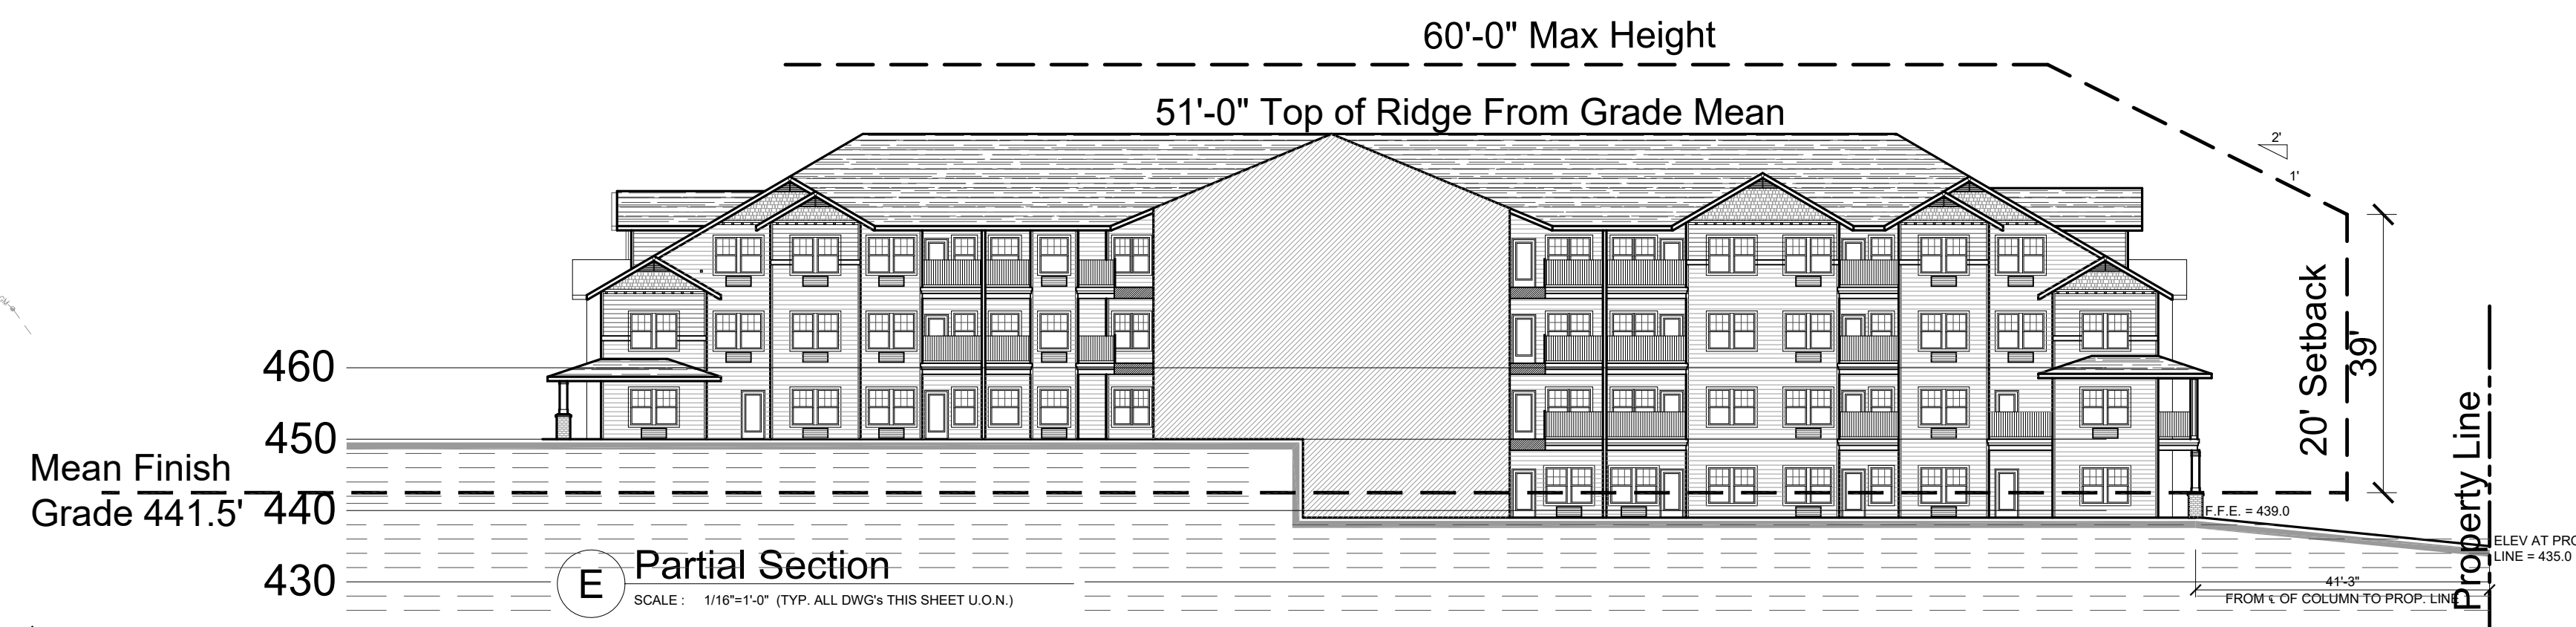 60'-0" Max Height
51'-0" Top of Ridge From Grade Mean
2'
1'
20' Setback
39'
Property Line
460
450
Mean Finish
Grade 441.5'
440
430
F.F.E. = 439.0
ELEV AT PRO
LINE = 435.0
41'-3"
FROM ℄ OF COLUMN TO PROP. LINE
E
Partial Section
SCALE : 1/16"=1'-0" (TYP. ALL DWG's THIS SHEET U.O.N.)